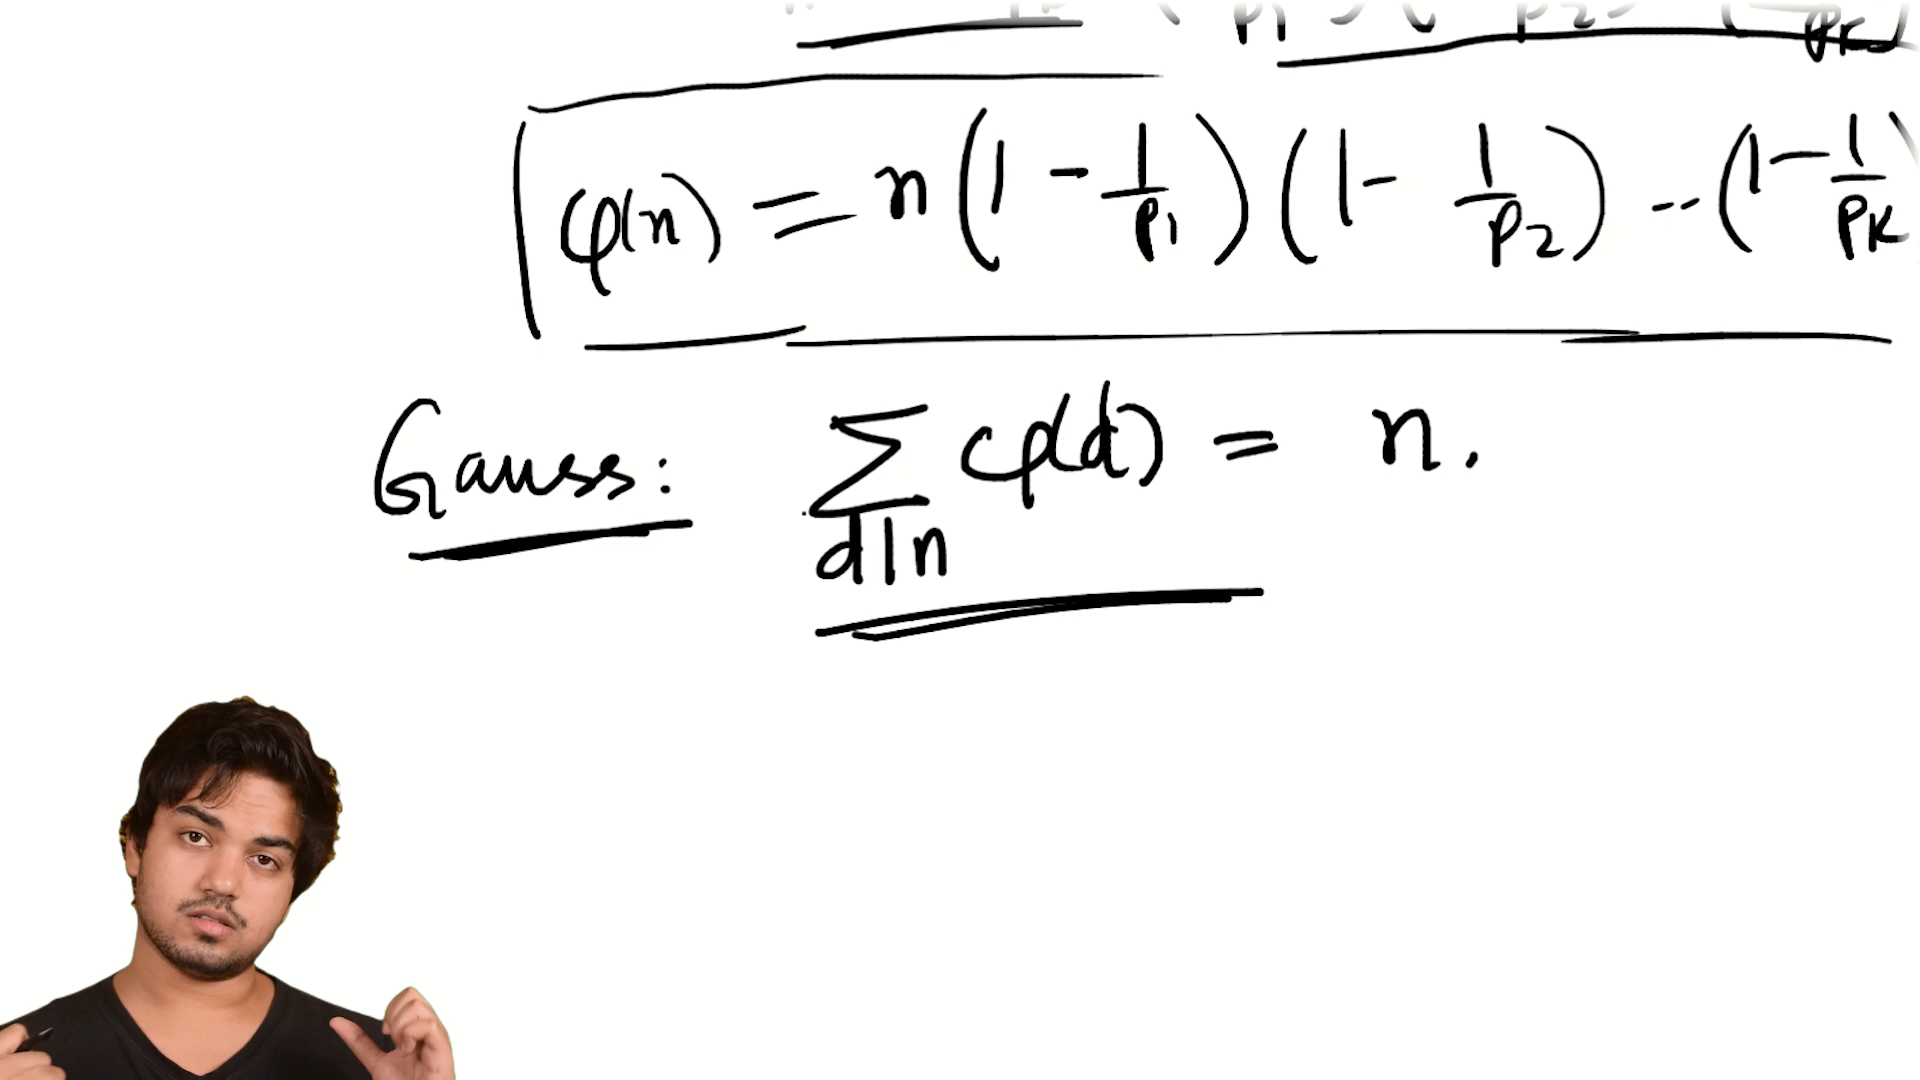 φ(n) = n(1 - 1/p₁)(1 - 1/p₂) -- (1 - 1/pₖ)
Gauss: ∑ φ(d) = n.
d|n